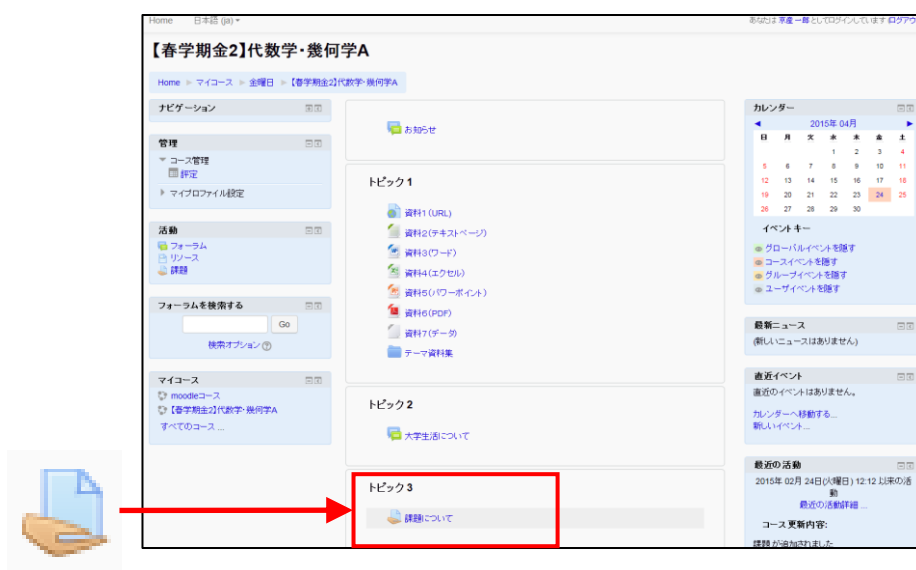 Home 日本語 (ja)
あなたは 京産 一郎 としてログインしています (ログアウ
【春学期金2】代数学・幾何学A
Home ► マイコース ► 金曜日 ► 【春学期金2】代数学・幾何学A
ナビゲーション
管理
コース管理
評定
マイプロファイル設定
活動
フォーラム
リソース
課題
フォーラムを検索する
Go
検索オプション
マイコース
moodleコース
【春学期金2】代数学・幾何学A
すべてのコース ...
お知らせ
トピック 1
資料1 (URL)
資料2(テキストページ)
資料3(ワード)
資料4(エクセル)
資料5(パワーポイント)
資料6(PDF)
資料7(データ)
テーマ資料集
トピック 2
大学生活について
トピック 3
課題について
カレンダー
◄ 2015年 04月 ►
日 月 火 水 木 金 土
1 2 3 4
5 6 7 8 9 10 11
12 13 14 15 16 17 18
19 20 21 22 23 24 25
26 27 28 29 30
イベントキー
グローバルイベントを隠す
コースイベントを隠す
グループイベントを隠す
ユーザイベントを隠す
最新ニュース
(新しいニュースはありません)
直近イベント
直近のイベントはありません。
カレンダーへ移動する...
新しいイベント...
最近の活動
2015年 02月 24日(火曜日) 12:12 以来の活
動
最近の活動詳細 ...
コース更新内容:
課題 が追加されました